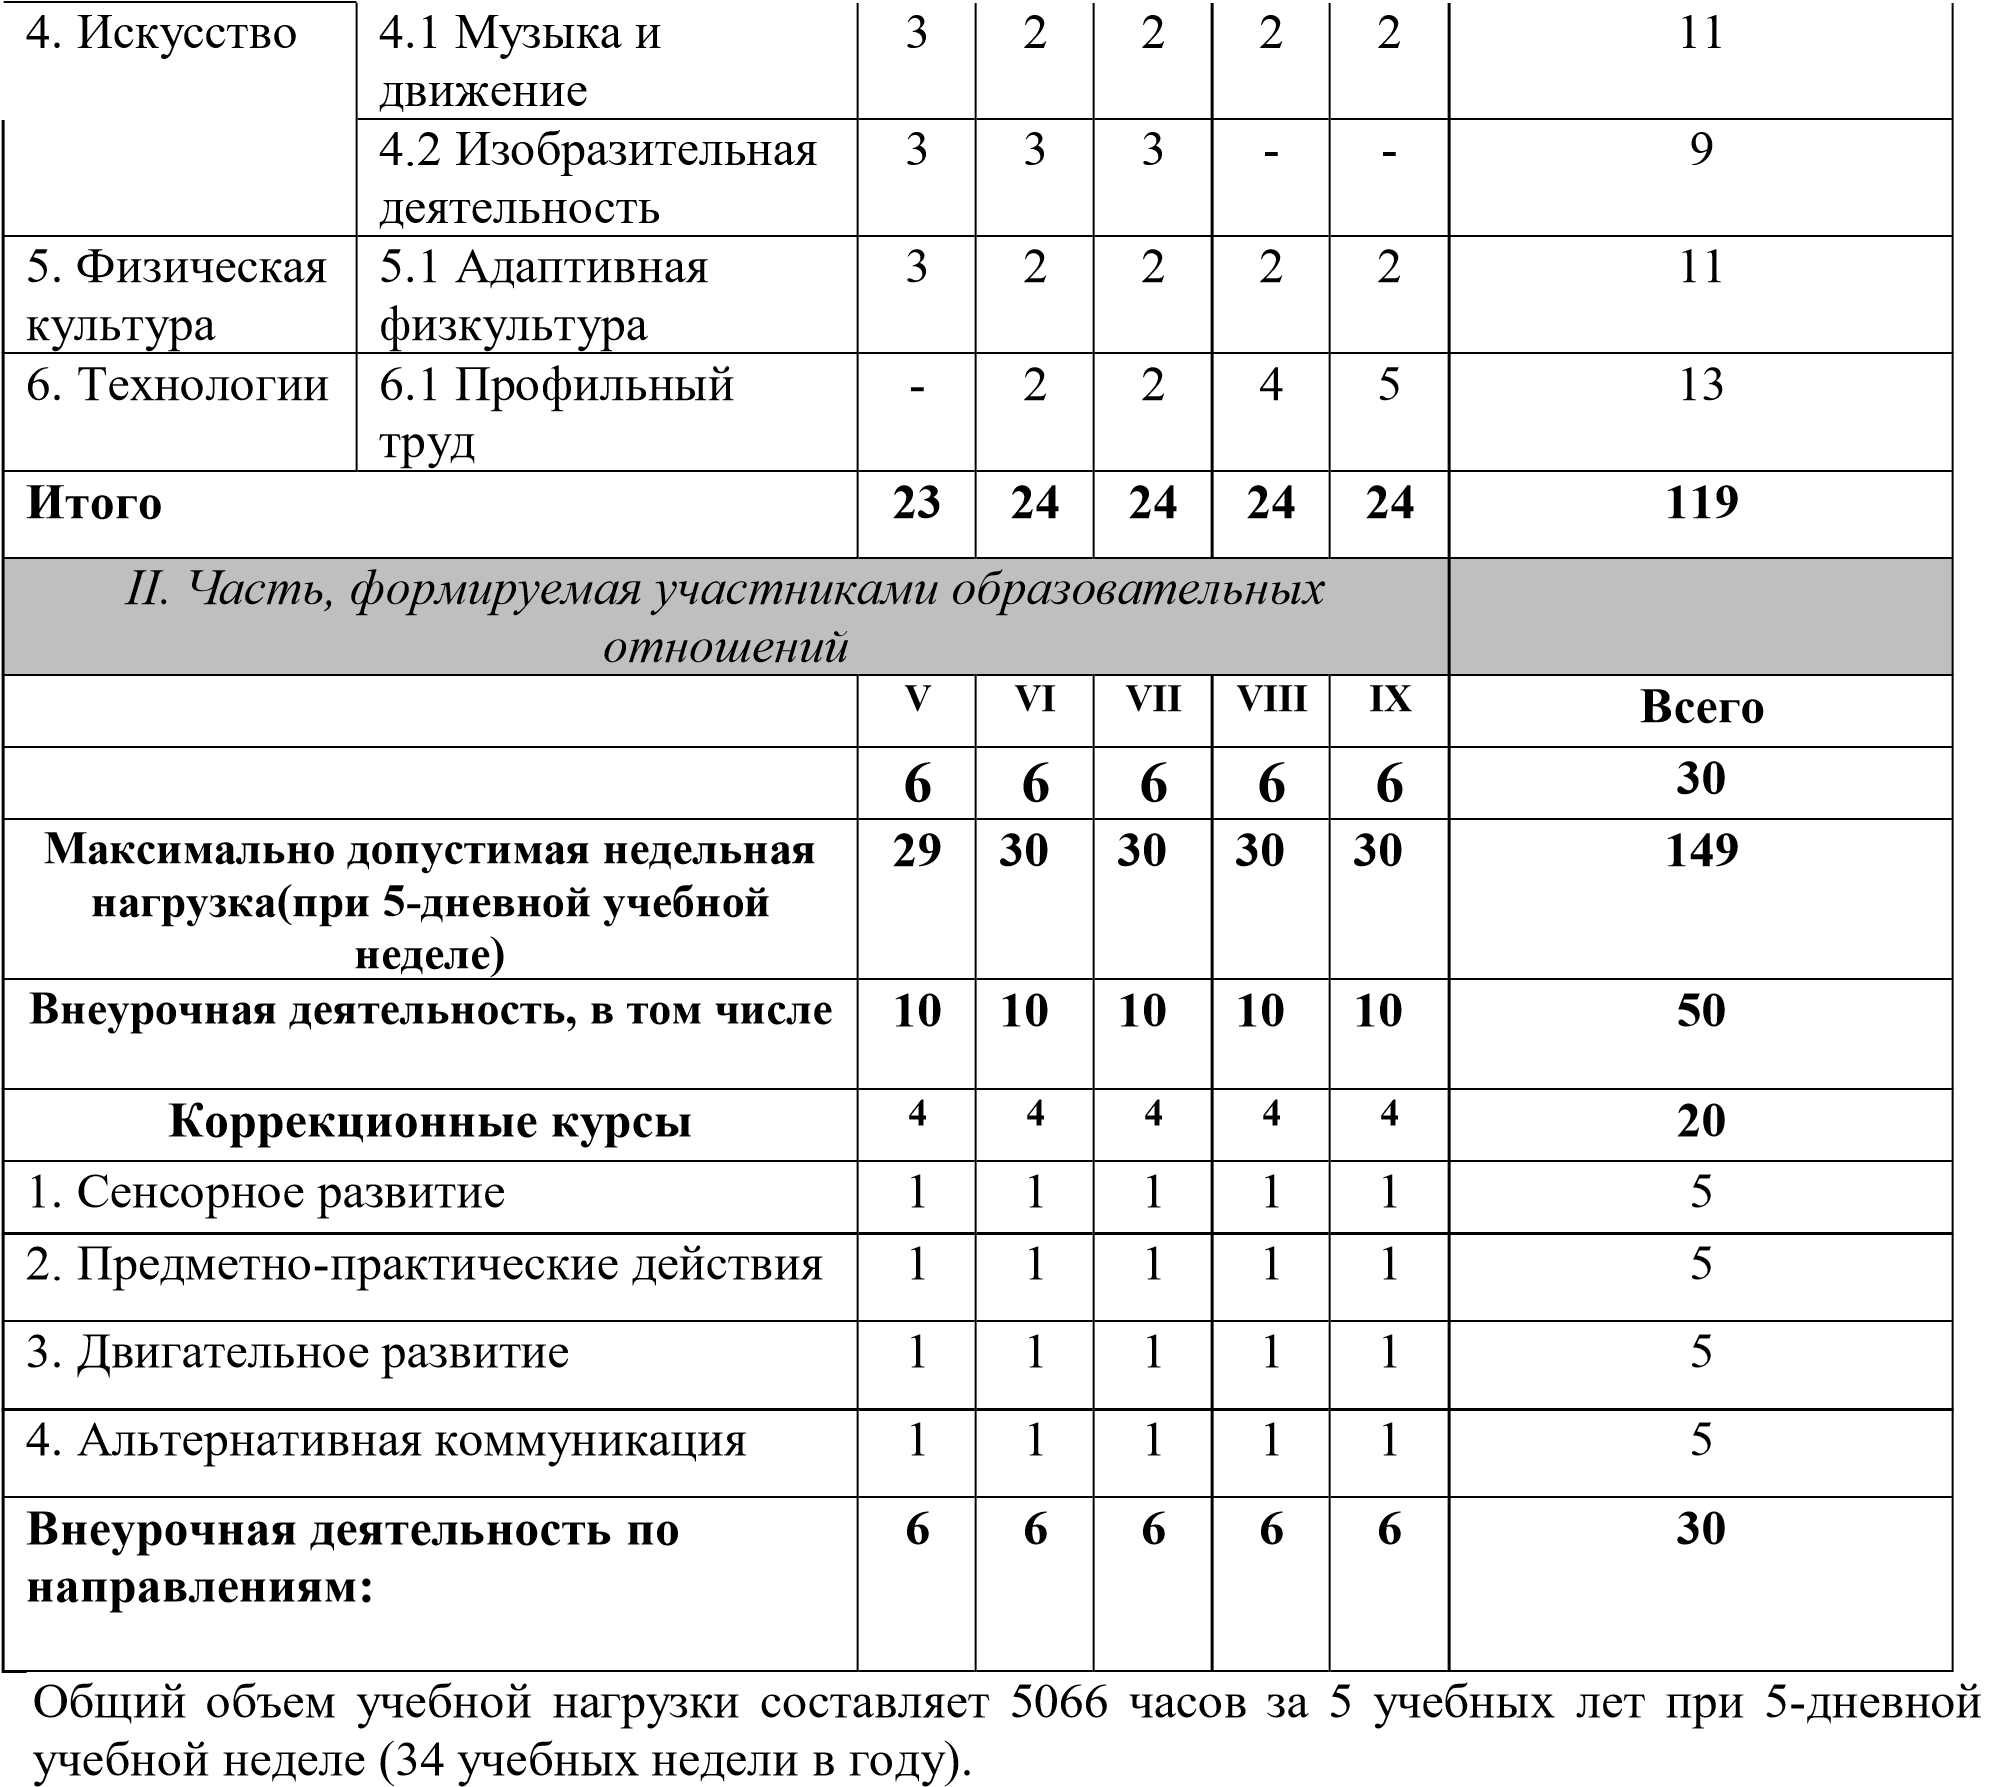 4. Искусство 4.1 Музыка и 3 2 2 2 2 11
движение
4.2 Изобразительная 3 3 3 - - 9
деятельность
5. Физическая 5.1 Адаптивная 3 2 2 2 2 11
культура физкультура
6. Технологии 6.1 Профильный - 2 2 4 5 13
труд
Итого 23 24 24 24 24 119
II. Часть, формируемая участниками образовательных
отношений
V VI VII VIII IX Всего
6 6 6 6 6 30
Максимально допустимая недельная 29 30 30 30 30 149
нагрузка(при 5-дневной учебной
неделе)
Внеурочная деятельность, в том числе 10 10 10 10 10 50
Коррекционные курсы 4 4 4 4 4 20
1. Сенсорное развитие 1 1 1 1 1 5
2. Предметно-практические действия 1 1 1 1 1 5
3. Двигательное развитие 1 1 1 1 1 5
4. Альтернативная коммуникация 1 1 1 1 1 5
Внеурочная деятельность по 6 6 6 6 6 30
направлениям:
Общий объем учебной нагрузки составляет 5066 часов за 5 учебных лет при 5-дневной
учебной неделе (34 учебных недели в году).